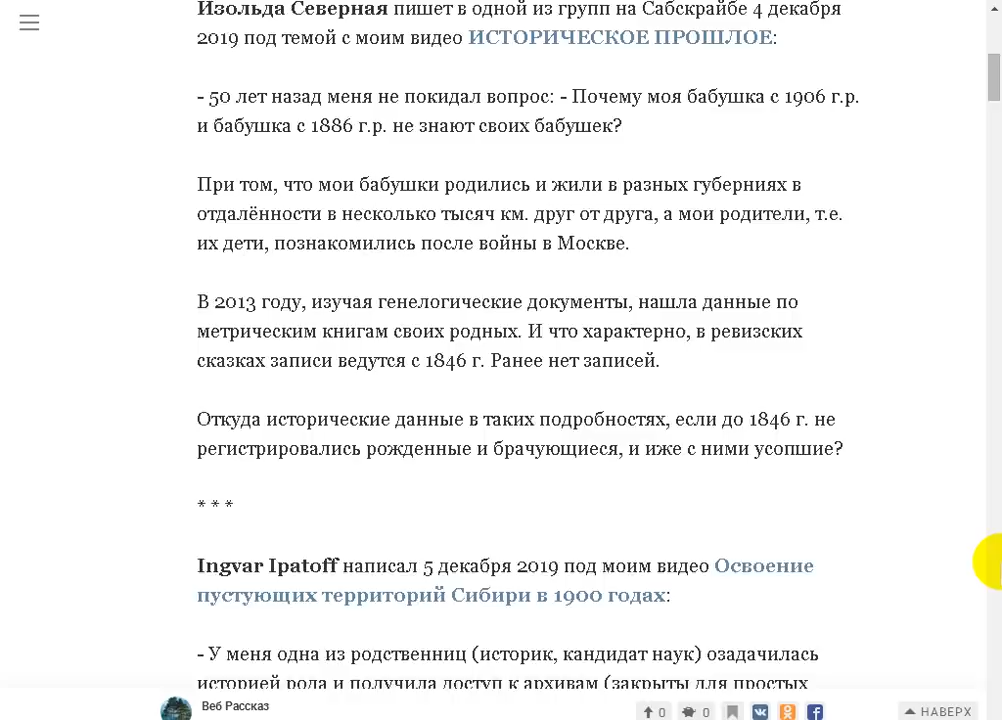 Изольда Северная пишет в одной из групп на Сабскрайбе 4 декабря
2019 под темой с моим видео ИСТОРИЧЕСКОЕ ПРОШЛОЕ:
- 50 лет назад меня не покидал вопрос: - Почему моя бабушка с 1906 г.р.
и бабушка с 1886 г.р. не знают своих бабушек?
При том, что мои бабушки родились и жили в разных губерниях в
отдалённости в несколько тысяч км. друг от друга, а мои родители, т.е.
их дети, познакомились после войны в Москве.
В 2013 году, изучая генелогические документы, нашла данные по
метрическим книгам своих родных. И что характерно, в ревизских
сказках записи ведутся с 1846 г. Ранее нет записей.
Откуда исторические данные в таких подробностях, если до 1846 г. не
регистрировались рожденные и брачующиеся, и иже с ними усопшие?
* * *
Ingvar Ipatoff написал 5 декабря 2019 под моим видео Освоение
пустующих территорий Сибири в 1900 годах:
- У меня одна из родственниц (историк, кандидат наук) озадачилась
историей рода и получила доступ к архивам (закрыты для простых
Веб Рассказ
0 0 НАВЕРХ